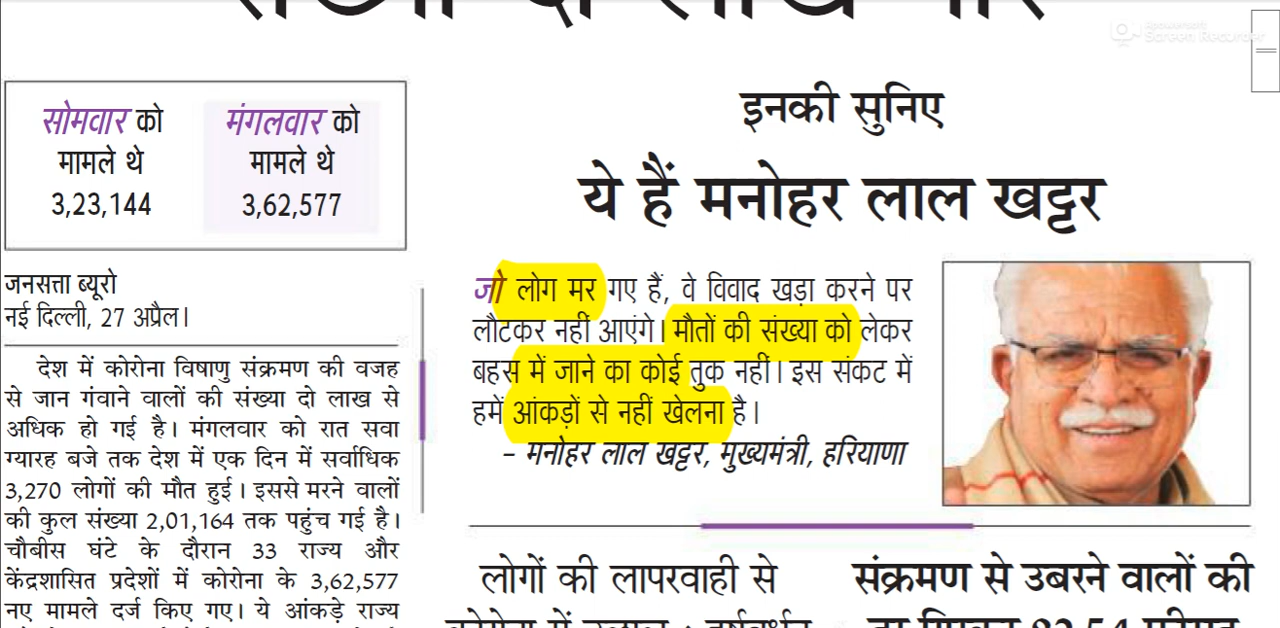 सोमवार को
मामले थे
3,23,144
मंगलवार को
मामले थे
3,62,577
जनसत्ता ब्यूरो
नई दिल्ली, 27 अप्रैल।
देश में कोरोना विषाणु संक्रमण की वजह
से जान गंवाने वालों की संख्या दो लाख से
अधिक हो गई है। मंगलवार को रात सवा
ग्यारह बजे तक देश में एक दिन में सर्वाधिक
3,270 लोगों की मौत हुई। इससे मरने वालों
की कुल संख्या 2,01,164 तक पहुंच गई है।
चौबीस घंटे के दौरान 33 राज्य और
केंद्रशासित प्रदेशों में कोरोना के 3,62,577
नए मामले दर्ज किए गए। ये आंकड़े राज्य
इनकी सुनिए
ये हैं मनोहर लाल खट्टर
जो लोग मर गए हैं, वे विवाद खड़ा करने पर
लौटकर नहीं आएंगे। मौतों की संख्या को लेकर
बहस में जाने का कोई तुक नहीं। इस संकट में
हमें आंकड़ों से नहीं खेलना है।
– मनोहर लाल खट्टर, मुख्यमंत्री, हरियाणा
लोगों की लापरवाही से
संक्रमण से उबरने वालों की
Apowersoft
Screen Recorder